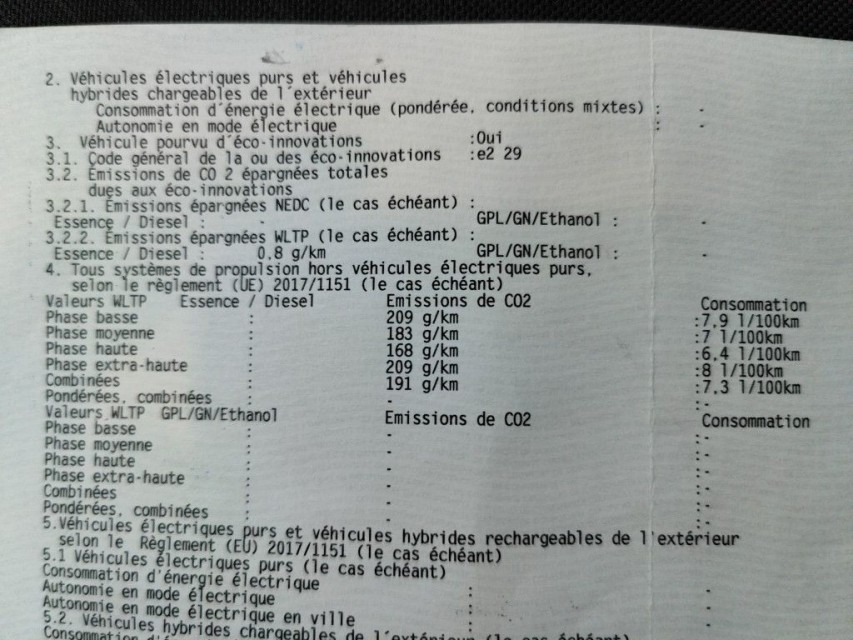 2. Véhicules électriques purs et véhicules
hybrides chargeables de l'extérieur
Consommation d'énergie électrique (pondérée, conditions mixtes) : -
Autonomie en mode électrique : -
3. Véhicule pourvu d'éco-innovations :Oui
3.1. Code général de la ou des éco-innovations :e2 29
3.2. Émissions de CO 2 épargnées totales
dues aux éco-innovations
3.2.1. Émissions épargnées NEDC (le cas échéant) :
Essence / Diesel : - GPL/GN/Ethanol : -
3.2.2. Émissions épargnées WLTP (le cas échéant) :
Essence / Diesel : 0.8 g/km GPL/GN/Ethanol : -
4. Tous systèmes de propulsion hors véhicules électriques purs,
selon le règlement (UE) 2017/1151 (le cas échéant)
Valeurs WLTP Essence / Diesel Emissions de CO2 Consommation
Phase basse : 209 g/km :7,9 l/100km
Phase moyenne : 183 g/km :7 l/100km
Phase haute : 168 g/km :6,4 l/100km
Phase extra-haute : 209 g/km :8 l/100km
Combinées : 191 g/km :7,3 l/100km
Pondérées, combinées : - :-
Valeurs WLTP GPL/GN/Ethanol Emissions de CO2 Consommation
Phase basse : - :-
Phase moyenne : - :-
Phase haute : - :-
Phase extra-haute : - :-
Combinées : - :-
Pondérées, combinées : - :-
5.Véhicules électriques purs et véhicules hybrides rechargeables de l'extérieur
selon le Règlement (EU) 2017/1151 (le cas échéant)
5.1 Véhicules électriques purs (le cas échéant)
Consommation d'énergie électrique : -
Autonomie en mode électrique : -
Autonomie en mode électrique en ville : -
5.2. Véhicules hybrides chargeables de l'extérieur (le cas échéant)
Consommation